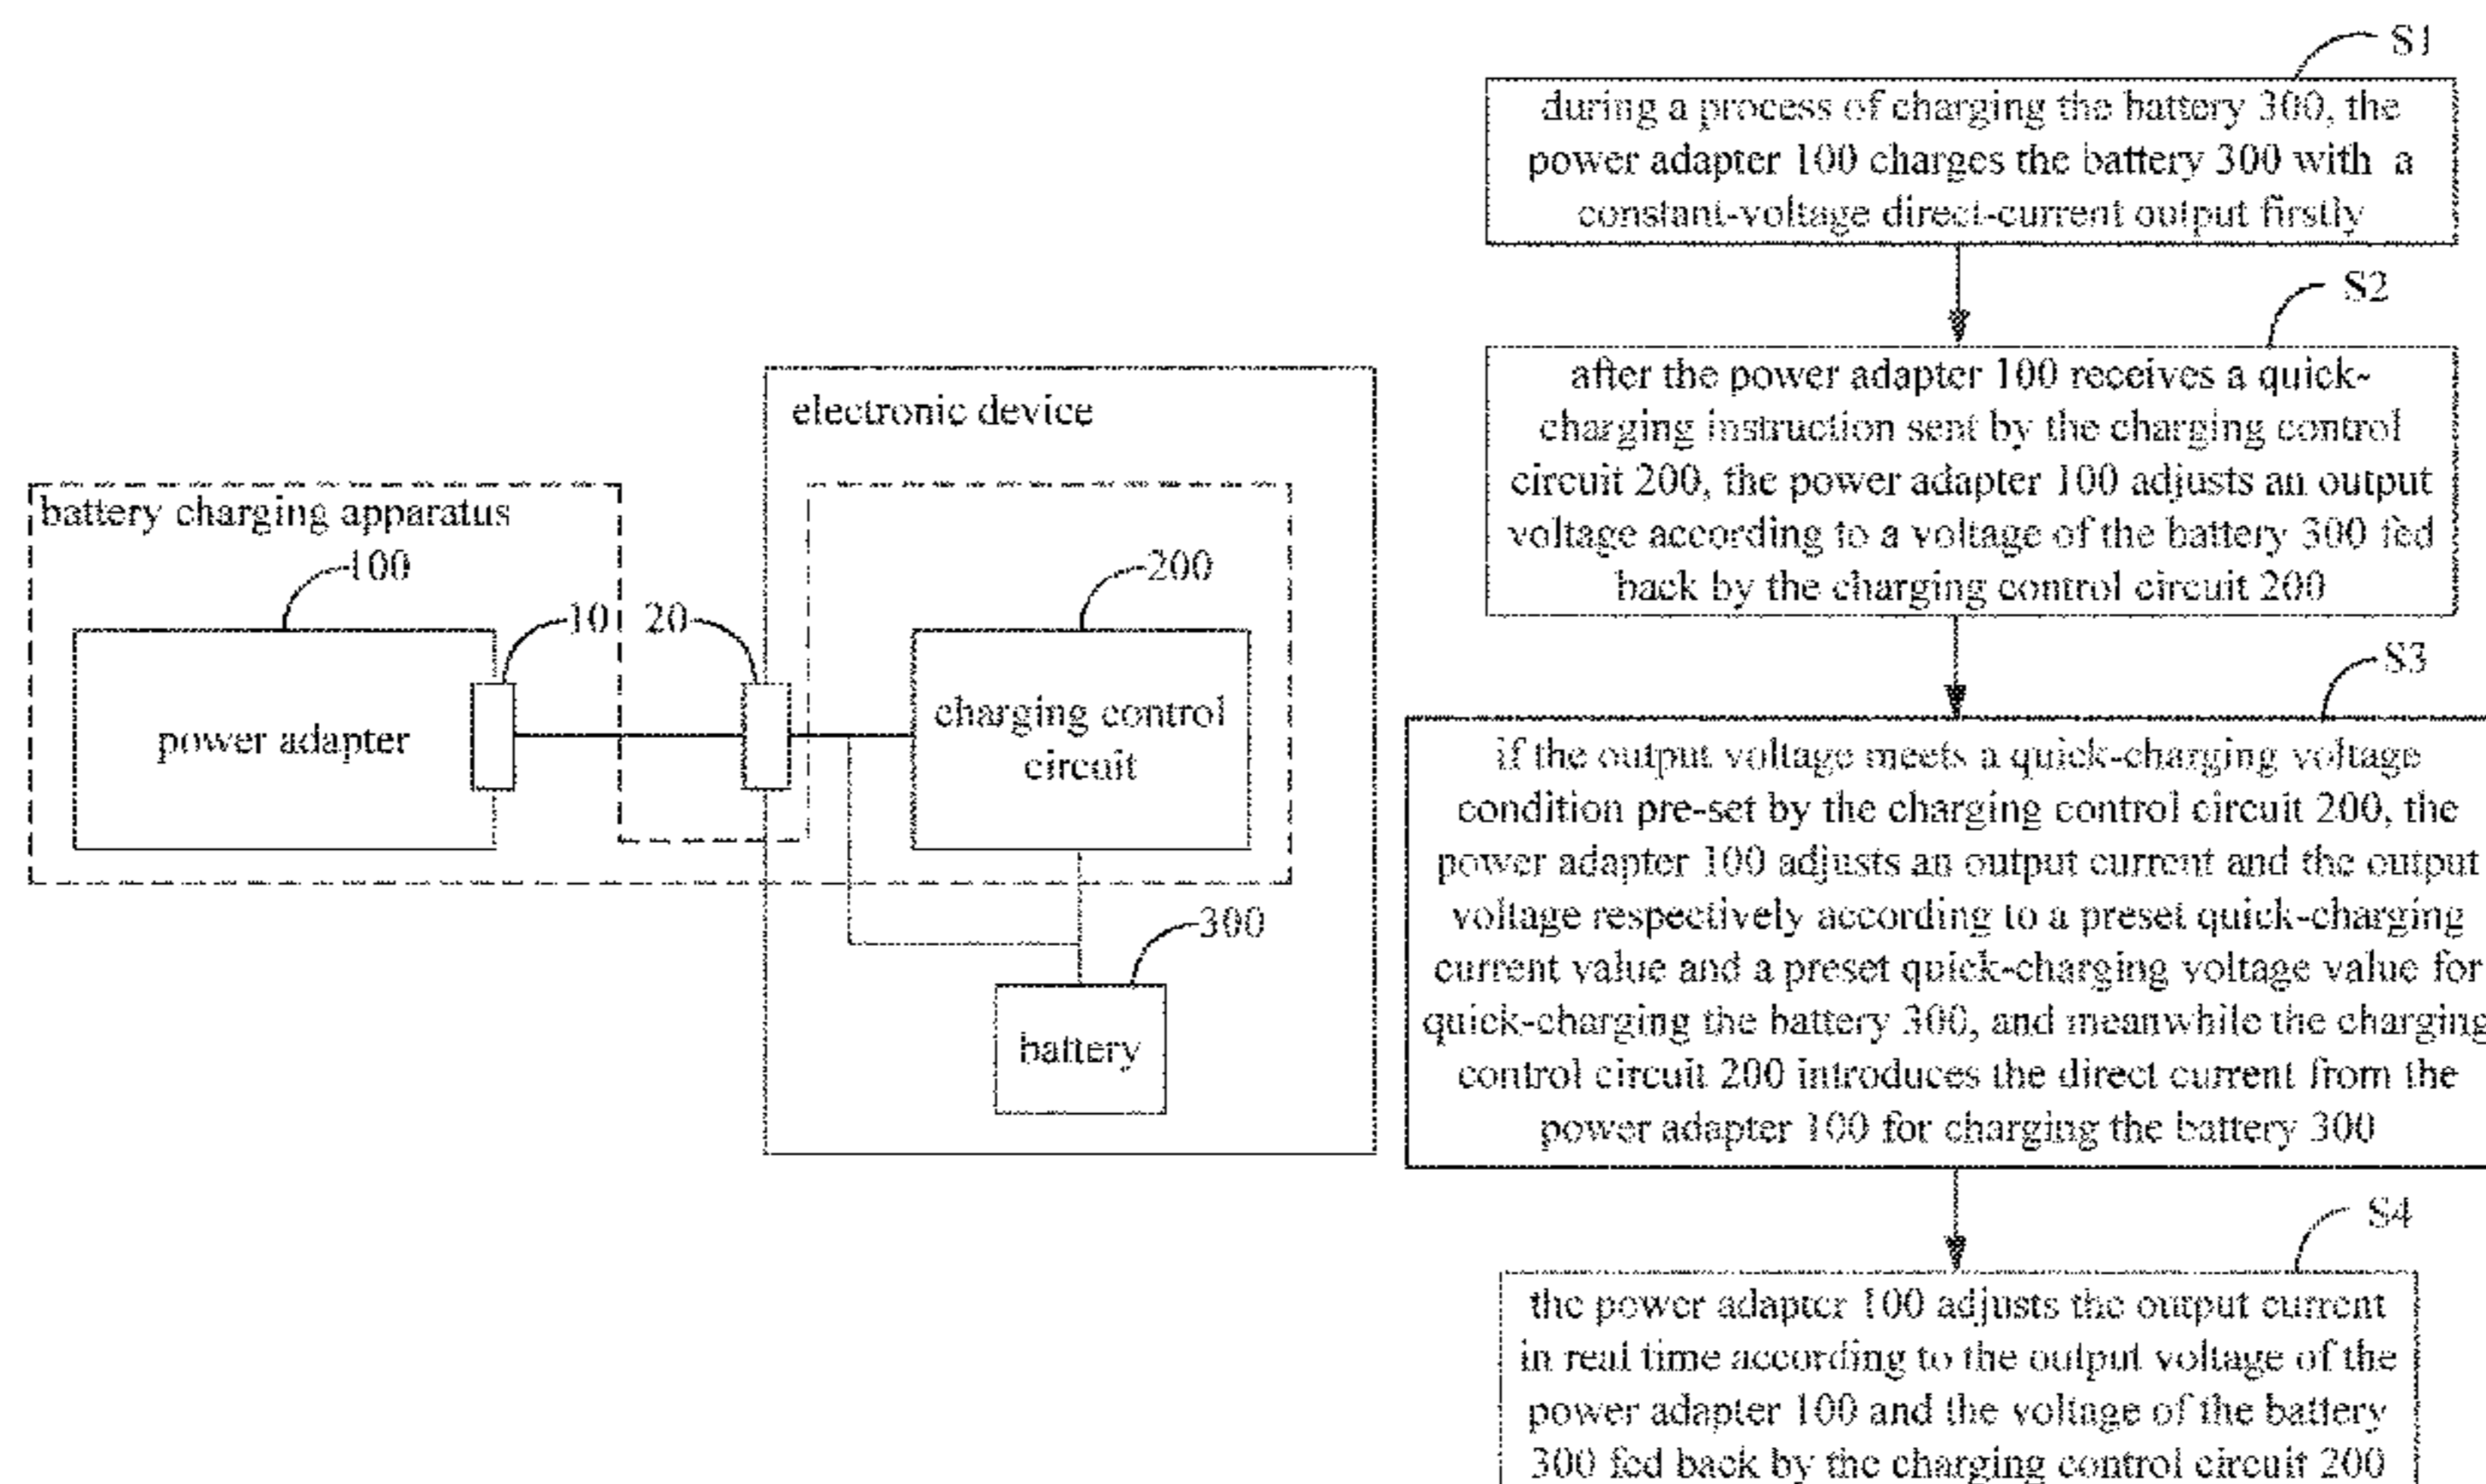 electronic device
battery charging apparatus
100
10
20
200
power adapter
charging control
circuit
300
battery
S1
during a process of charging the battery 300, the
power adapter 100 charges the battery 300 with a
constant-voltage direct-current output firstly
S2
after the power adapter 100 receives a quick-
charging instruction sent by the charging control
circuit 200, the power adapter 100 adjusts an output
voltage according to a voltage of the battery 300 fed
back by the charging control circuit 200
S3
if the output voltage meets a quick-charging voltage
condition pre-set by the charging control circuit 200, the
power adapter 100 adjusts an output current and the output
voltage respectively according to a preset quick-charging
current value and a preset quick-charging voltage value for
quick-charging the battery 300, and meanwhile the charging
control circuit 200 introduces the direct current from the
power adapter 100 for charging the battery 300
S4
the power adapter 100 adjusts the output current
in real time according to the output voltage of the
power adapter 100 and the voltage of the battery
300 fed back by the charging control circuit 200